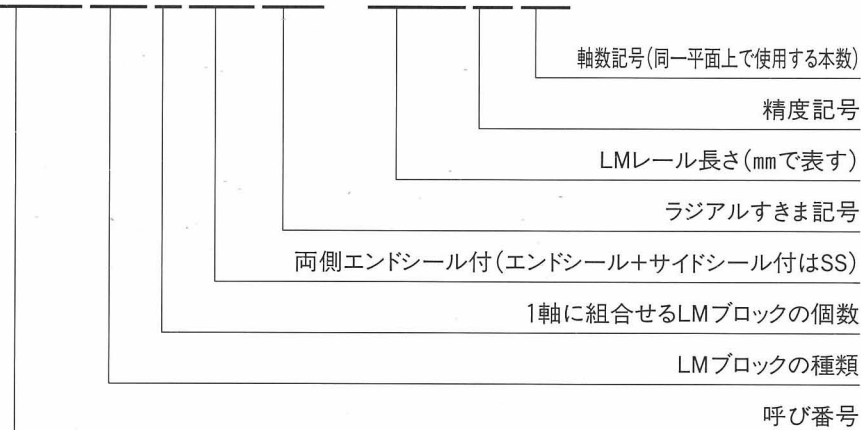 軸数記号(同一平面上で使用する本数)
精度記号
LMレール長さ(㎜で表す)
ラジアルすきま記号
両側エンドシール付(エンドシール+サイドシール付はSS)
1軸に組合せるLMブロックの個数
LMブロックの種類
呼び番号